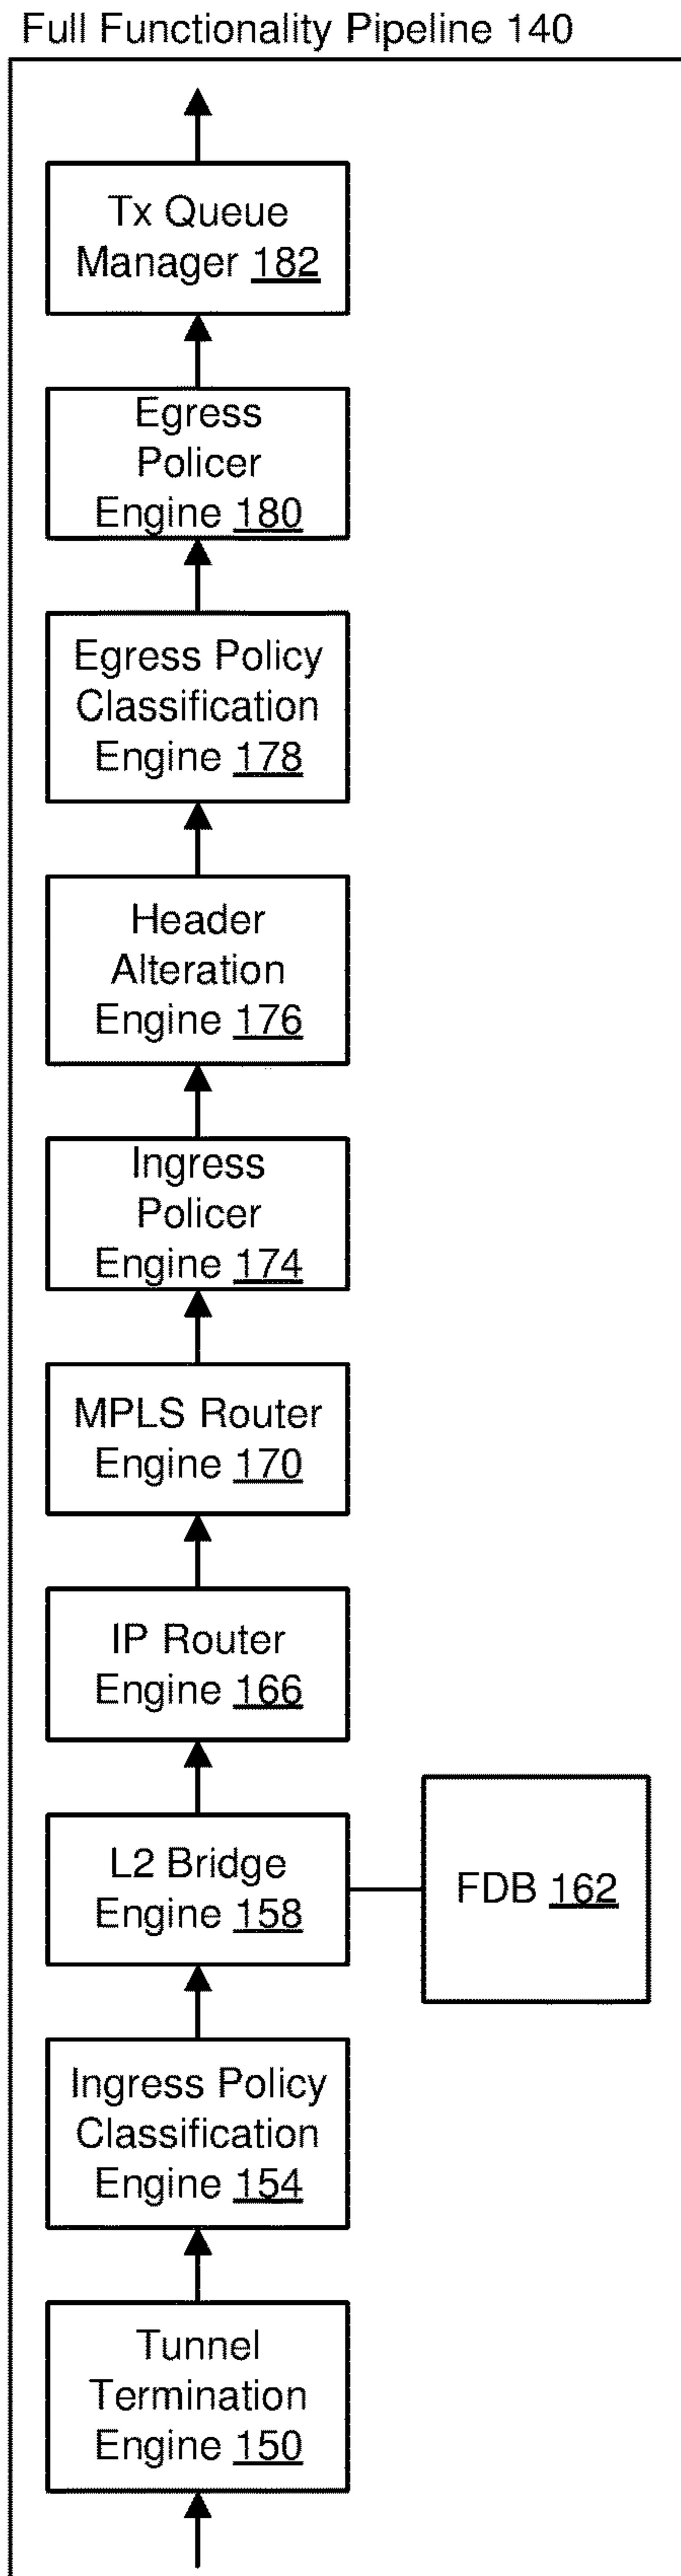 Full Functionality Pipeline 140
Tx Queue
Manager 182
Egress
Policer
Engine 180
Egress Policy
Classification
Engine 178
Header
Alteration
Engine 176
Ingress
Policer
Engine 174
MPLS Router
Engine 170
IP Router
Engine 166
L2 Bridge
Engine 158
FDB 162
Ingress Policy
Classification
Engine 154
Tunnel
Termination
Engine 150